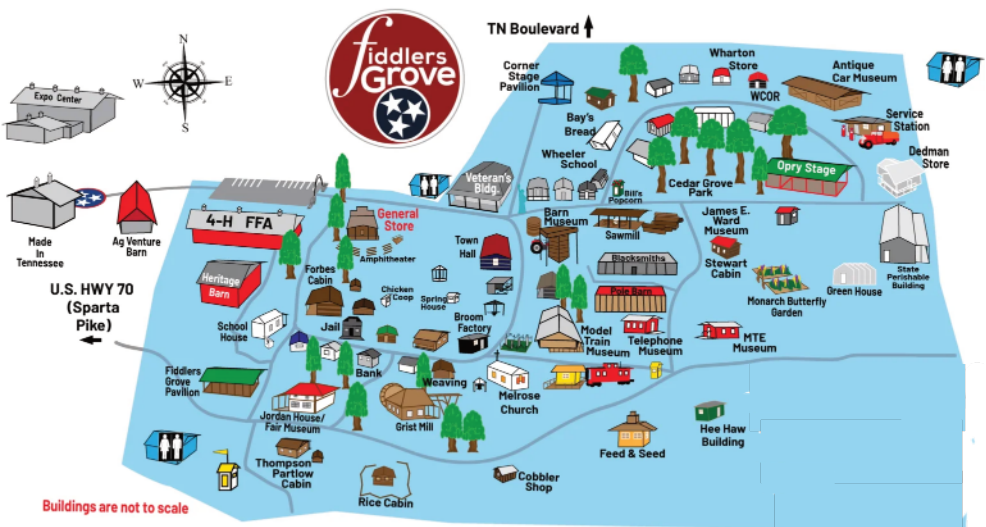 TN Boulevard
N
W
E
S
fiddlers
Grove
Expo Center
Corner
Stage
Pavilion
Wharton
Store
WCOR
Antique
Car Museum
Bay's
Bread
Service
Station
Wheeler
School
Dedman
Store
Veteran's
Bldg.
Opry Stage
Bill's
Popcorn
Cedar Grove
Park
Made
In
Tennessee
Ag Venture
Barn
4-H FFA
General
Store
Amphitheater
Barn
Museum
Sawmill
James E.
Ward
Museum
Stewart
Cabin
Town
Hall
Blacksmiths
State
Perishable
Building
U.S. HWY 70
(Sparta
Pike)
Heritage
Barn
Forbes
Cabin
Chicken
Coop
Spring
House
Pole Barn
Monarch Butterfly
Garden
Green House
School
House
Jail
Broom
Factory
Model
Train
Museum
Telephone
Museum
MTE
Museum
Bank
Fiddlers
Grove
Pavilion
Weaving
Melrose
Church
Jordan House/
Fair Museum
Grist Mill
Hee Haw
Building
Feed & Seed
Thompson
Partlow
Cabin
Rice Cabin
Cobbler
Shop
Buildings are not to scale